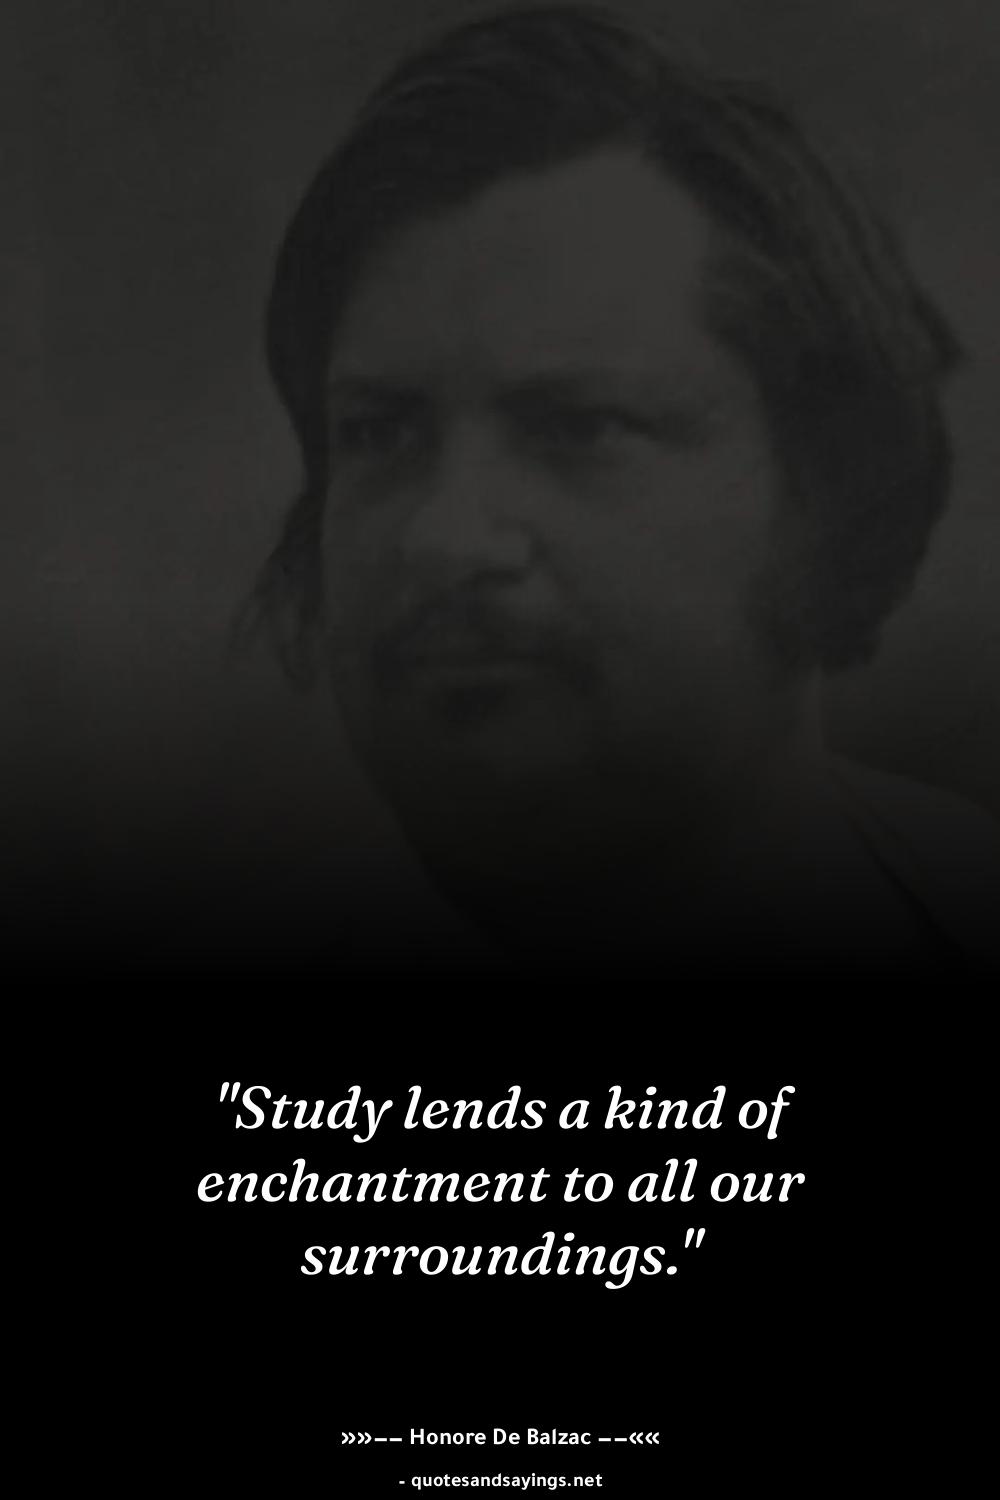 "Study lends a kind of
enchantment to all our
surroundings."
»»–– Honore De Balzac ––««
- quotesandsayings.net